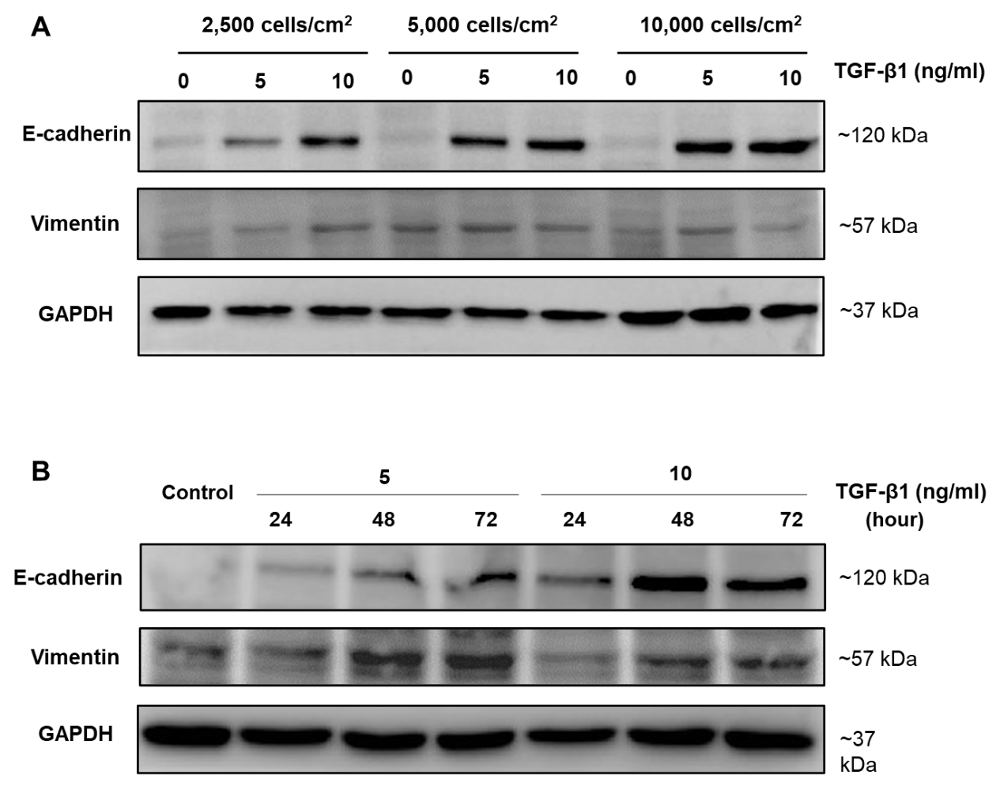 A
2,500 cells/cm²
5,000 cells/cm²
10,000 cells/cm²
0 5 10 0 5 10 0 5 10 TGF-β1 (ng/ml)
E-cadherin ~120 kDa
Vimentin ~57 kDa
GAPDH ~37 kDa
B
Control 5 10 TGF-β1 (ng/ml)
24 48 72 24 48 72 (hour)
E-cadherin ~120 kDa
Vimentin ~57 kDa
GAPDH ~37
kDa